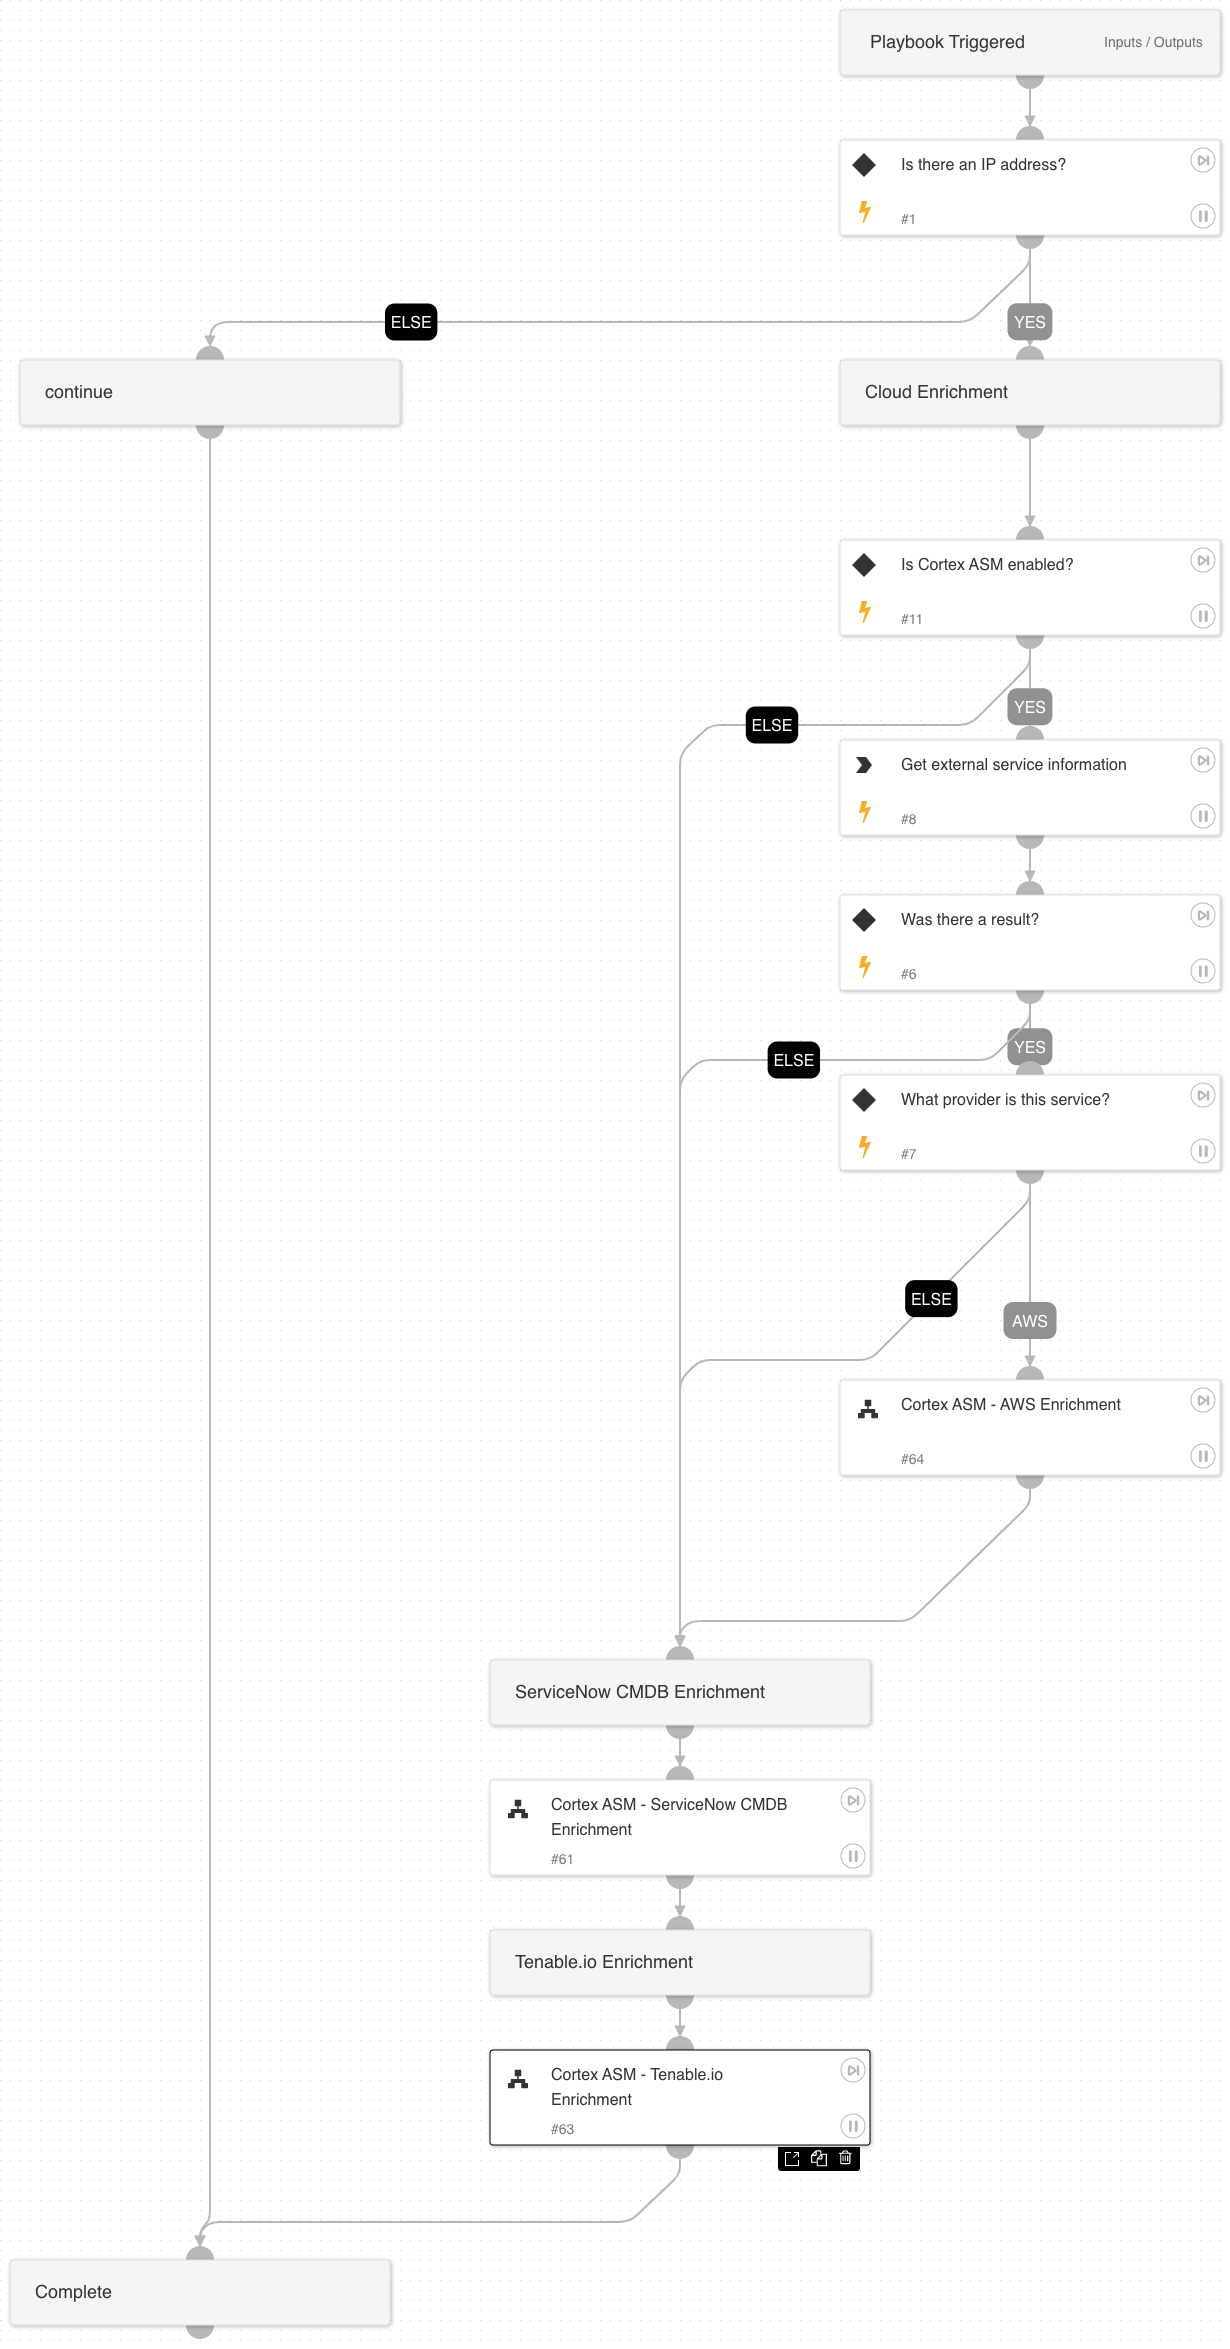 Playbook Triggered Inputs / Outputs
Is there an IP address?
#1
ELSE
YES
continue
Cloud Enrichment
Is Cortex ASM enabled?
#11
YES
ELSE
Get external service information
#8
Was there a result?
#6
YES
ELSE
What provider is this service?
#7
ELSE
AWS
Cortex ASM - AWS Enrichment
#64
ServiceNow CMDB Enrichment
Cortex ASM - ServiceNow CMDB
Enrichment
#61
Tenable.io Enrichment
Cortex ASM - Tenable.io
Enrichment
#63
Complete